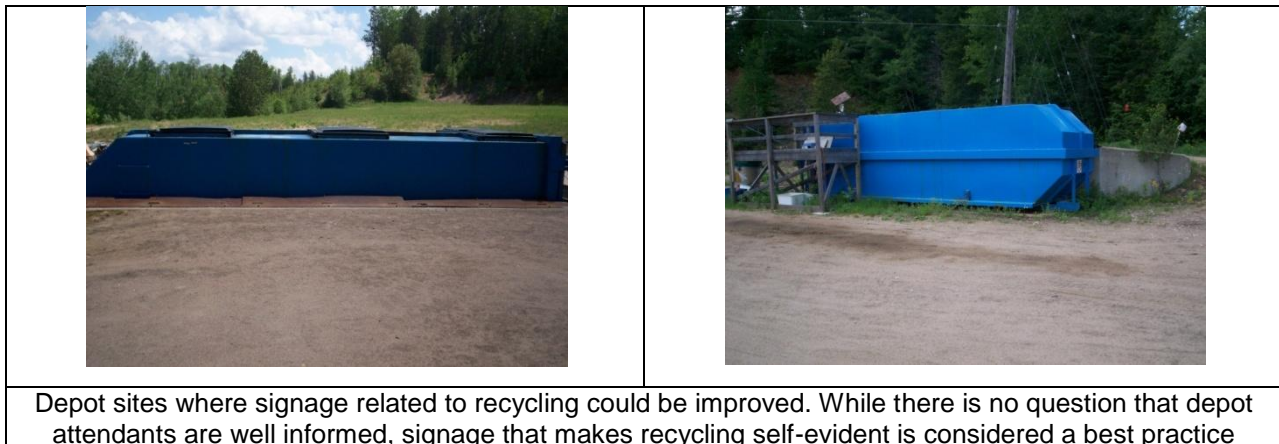 Depot sites where signage related to recycling could be improved. While there is no question that depot
attendants are well informed, signage that makes recycling self-evident is considered a best practice